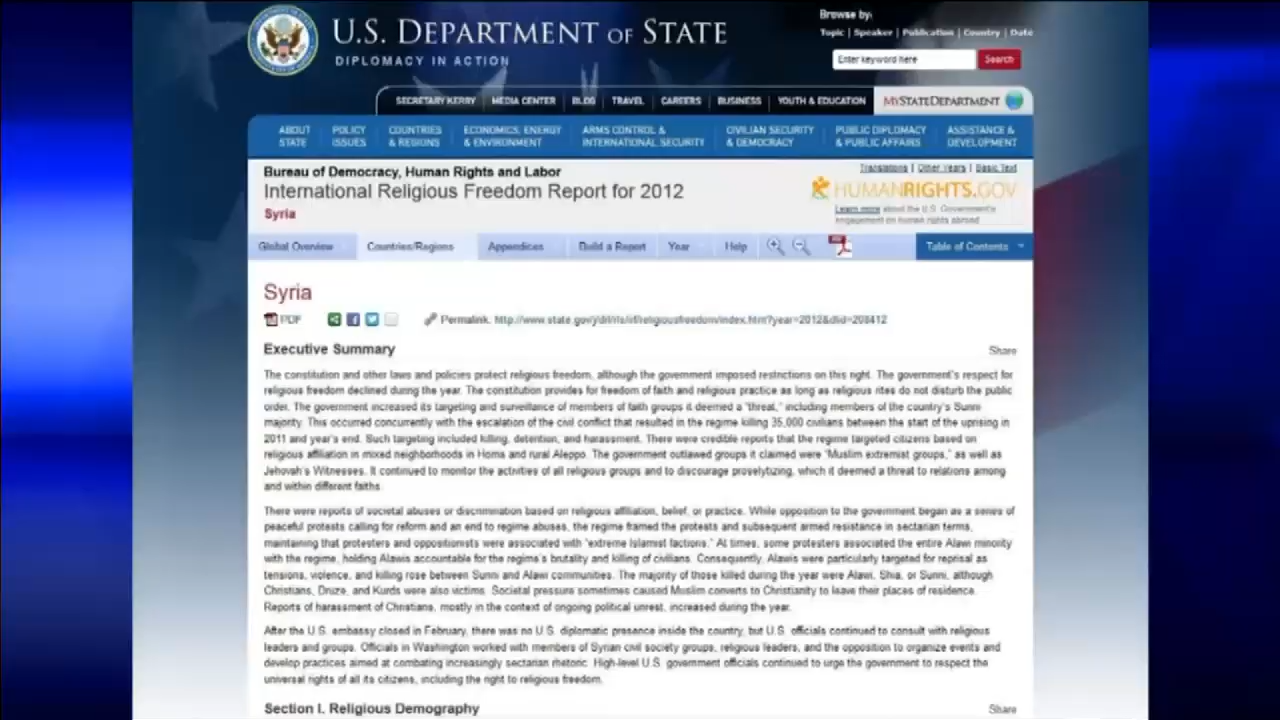 U.S. DEPARTMENT OF STATE
DIPLOMACY IN ACTION
Browse by:
Topic | Speaker | Publication | Country | Date
Enter keyword here
Search
SECRETARY KERRY
MEDIA CENTER
BLOG
TRAVEL
CAREERS
BUSINESS
YOUTH & EDUCATION
MYSTATEDEPARTMENT
ABOUT STATE
POLICY ISSUES
COUNTRIES & REGIONS
ECONOMICS, ENERGY & ENVIRONMENT
ARMS CONTROL & INTERNATIONAL SECURITY
CIVILIAN SECURITY & DEMOCRACY
PUBLIC DIPLOMACY & PUBLIC AFFAIRS
ASSISTANCE & DEVELOPMENT
Bureau of Democracy, Human Rights and Labor
International Religious Freedom Report for 2012
Syria
Translations | Other Years | Basic Text
HUMANRIGHTS.GOV
Learn more about the U.S. Government's
engagement on human rights abroad
Global Overview
Countries/Regions
Appendices
Build a Report
Year
Help
Table of Contents
Syria
PDF
Permalink: http://www.state.gov/j/drl/rls/irf/religiousfreedom/index.htm?year=2012&dlid=208412
Executive Summary
Share
The constitution and other laws and policies protect religious freedom, although the government imposed restrictions on this right. The government's respect for
religious freedom declined during the year. The constitution provides for freedom of faith and religious practice as long as religious rites do not disturb the public
order. The government increased its targeting and surveillance of members of faith groups it deemed a "threat," including members of the country's Sunni
majority. This occurred concurrently with the escalation of the civil conflict that resulted in the regime killing 35,000 civilians between the start of the uprising in
2011 and year's end. Such targeting included killing, detention, and harassment. There were credible reports that the regime targeted citizens based on
religious affiliation in mixed neighborhoods in Homs and rural Aleppo. The government outlawed groups it claimed were "Muslim extremist groups," as well as
Jehovah's Witnesses. It continued to monitor the activities of all religious groups and to discourage proselytizing, which it deemed a threat to relations among
and within different faiths.
There were reports of societal abuses or discrimination based on religious affiliation, belief, or practice. While opposition to the government began as a series of
peaceful protests calling for reform and an end to regime abuses, the regime framed the protests and subsequent armed resistance in sectarian terms,
maintaining that protesters and oppositionists were associated with "extreme Islamist factions." At times, some protesters associated the entire Alawi minority
with the regime, holding Alawis accountable for the regime's brutality and killing of civilians. Consequently, Alawis were particularly targeted for reprisal as
tensions, violence, and killing rose between Sunni and Alawi communities. The majority of those killed during the year were Alawi, Shia, or Sunni, although
Christians, Druze, and Kurds were also victims. Societal pressure sometimes caused Muslim converts to Christianity to leave their places of residence.
Reports of harassment of Christians, mostly in the context of ongoing political unrest, increased during the year.
After the U.S. embassy closed in February, there was no U.S. diplomatic presence inside the country, but U.S. officials continued to consult with religious
leaders and groups. Officials in Washington worked with members of Syrian civil society groups, religious leaders, and the opposition to organize events and
develop practices aimed at combating increasingly sectarian rhetoric. High-level U.S. government officials continued to urge the government to respect the
universal rights of all its citizens, including the right to religious freedom.
Section I. Religious Demography
Share